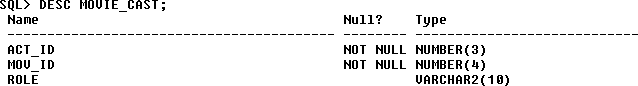 SQL> DESC MOVIE_CAST;
Name Null? Type
----------------------------------------- -------- ----------------------------
ACT_ID NOT NULL NUMBER(3)
MOV_ID NOT NULL NUMBER(4)
ROLE VARCHAR2(10)